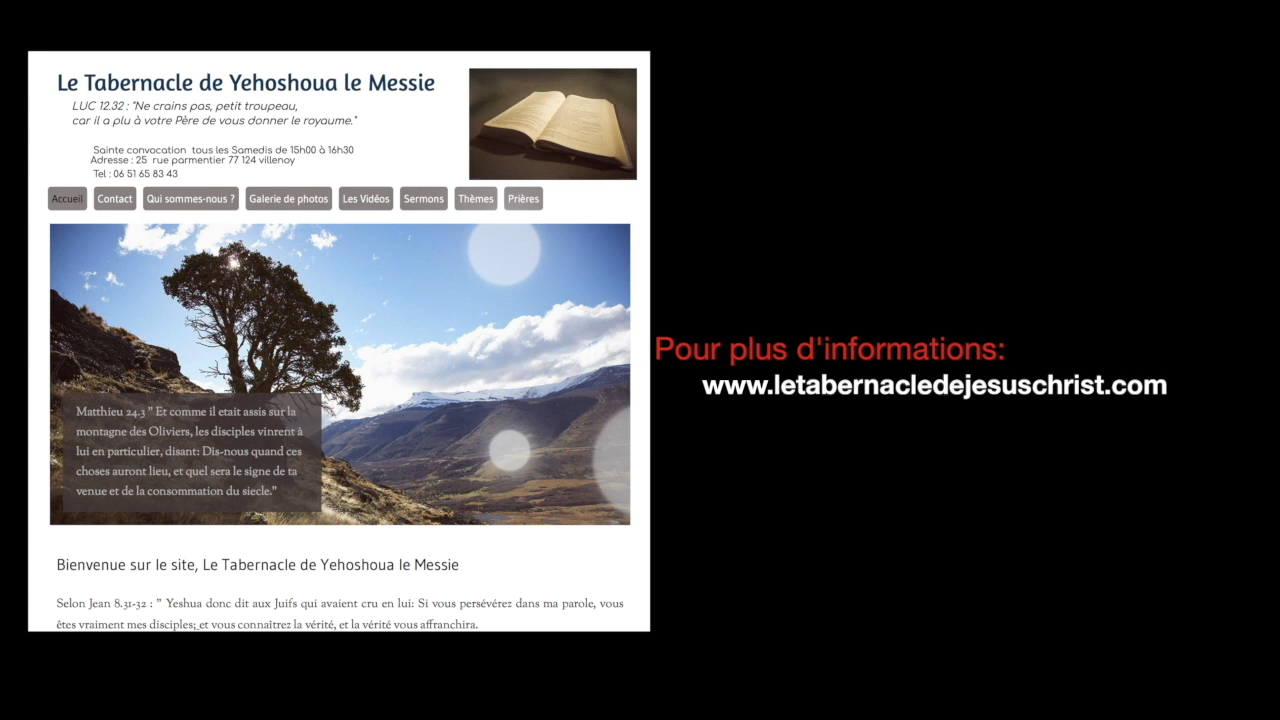 Le Tabernacle de Yehoshoua le Messie
LUC 12.32 : "Ne crains pas, petit troupeau,
car il a plu à votre Père de vous donner le royaume."
Sainte convocation tous les Samedis de 15h00 à 16h30
Adresse : 25 rue parmentier 77 124 villenoy
Tel : 06 51 65 83 43
Accueil Contact Qui sommes-nous ? Galerie de photos Les Vidéos Sermons Thèmes Prières
Matthieu 24.3 " Et comme il etait assis sur la
montagne des Oliviers, les disciples vinrent à
lui en particulier, disant: Dis-nous quand ces
choses auront lieu, et quel sera le signe de ta
venue et de la consommation du siecle."
Bienvenue sur le site, Le Tabernacle de Yehoshoua le Messie
Selon Jean 8.31-32 : " Yeshua donc dit aux Juifs qui avaient cru en lui: Si vous persévérez dans ma parole, vous
êtes vraiment mes disciples; et vous connaîtrez la vérité, et la vérité vous affranchira.
Pour plus d'informations:
www.letabernacledejesuschrist.com